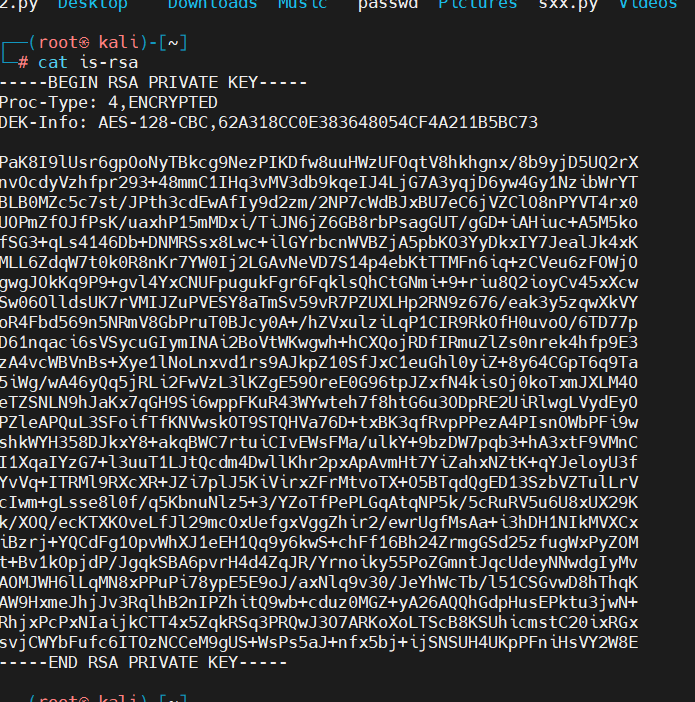 2.py Desktop Downloads Music passwd Pictures sxx.py Videos
┌──(root㉿kali)-[~]
└─# cat is-rsa
-----BEGIN RSA PRIVATE KEY-----
Proc-Type: 4,ENCRYPTED
DEK-Info: AES-128-CBC,62A318CC0E383648054CF4A211B5BC73
PaK8I9lUsr6gpOoNyTBkcg9NezPIKDfw8uuHWzUFOqtV8hkhgnx/8b9yjD5UQ2rX
nvOcdyVzhfpr293+48mmC1IHq3vMV3db9kqeIJ4LjG7A3yqjD6yw4Gy1NzibWrYT
BLB0MZc5c7st/JPth3cdEwAfIy9d2zm/2NP7cWdBJxBU7eC6jVZClO8nPYVT4rx0
UOPmZfOJfPsK/uaxhP15mMDxi/TiJN6jZ6GB8rbPsagGUT/gGD+iAHiuc+A5M5ko
fSG3+qLs4146Db+DNMRSsx8Lwc+ilGYrbcnWVBZjA5pbKO3YyDkxIY7JealJk4xK
MLL6ZdqW7t0k0R8nKr7YW0Ij2LGAvNeVD7S14p4ebKtTTMFn6iq+zCVeu6zFOWjO
gwgJOkKq9P9+gvl4YxCNUFpugukFgr6FqklsQhCtGNmi+9+riu8Q2ioyCv45xXcw
Sw06OlldsUK7rVMIJZuPVESY8aTmSv59vR7PZUXLHp2RN9z676/eak3y5zqwXkVY
oR4Fbd569n5NRmV8GbPruT0BJcy0A+/hZVxulziLqP1CIR9RkOfH0uvoO/6TD77p
D61nqaci6sVSycuGIymINAi2BoVtWKwgwh+hCXQojRDfIRmuZlZs0nrek4hfp9E3
zA4vcWBVnBs+Xye1lNoLnxvd1rs9AJkpZ10SfJxC1euGhl0yiZ+8y64CGpT6q9Ta
5iWg/wA46yQq5jRLi2FwVzL3lKZgE59OreE0G96tpJZxfN4kisOj0koTxmJXLM4O
eTZSNLN9hJaKx7qGH9Si6wppFKuR43WYwteh7f8htG6u3ODpRE2UiRlwgLVydEyO
PZleAPQuL3SFoifTfKNVwskOT9STQHVa76D+txBK3qfRvpPPezA4PIsnOWbPFi9w
shkWYH358DJkxY8+akqBWC7rtuiCIvEWsFMa/ulkY+9bzDW7pqb3+hA3xtF9VMnC
I1XqaIYzG7+l3uuT1LJtQcdm4DwllKhr2pxApAvmHt7YiZahxNZtK+qYJeloyU3f
YvVq+ITRMl9RXcXR+JZi7plJ5KiVirxZFrMtvoTX+O5BTqdQgED13SzbVZTulLrV
cIwm+gLsse8l0f/q5KbnuNlz5+3/YZoTfPePLGqAtqNP5k/5cRuRV5u6U8xUX29K
k/XOQ/ecKTXKOveLfJl29mcOxUefgxVggZhir2/ewrUgfMsAa+i3hDH1NIkMVXCx
iBzrj+YQCdFg1OpvWhXJ1eEH1Qq9y6kwS+chFf16Bh24ZrmgGSd25zfugWxPyZOM
t+Bv1kOpjdP/JgqkSBA6pvrH4d4ZqJR/Yrnoiky55PoZGmntJqcUdeyNNwdgIyMv
AOMJWH6lLqMN8xPPuPi78ypE5E9oJ/axNlq9v30/JeYhWcTb/l51CSGvwD8hThqK
AW9HxmeJhjJv3RqlhB2nIPZhitQ9wb+cduz0MGZ+yA26AQQhGdpHusEPktu3jwN+
RhjxPcPxNIaijkCTT4x5ZqkRSq3PRQwJ3O7ARKoXoLTScB8KSUhicmstC20ixRGx
svjCWYbFufc6ITOzNCCeM9gUS+WsPs5aJ+nfx5bj+ijSNSUH4UKpPFniHsVY2W8E
-----END RSA PRIVATE KEY-----